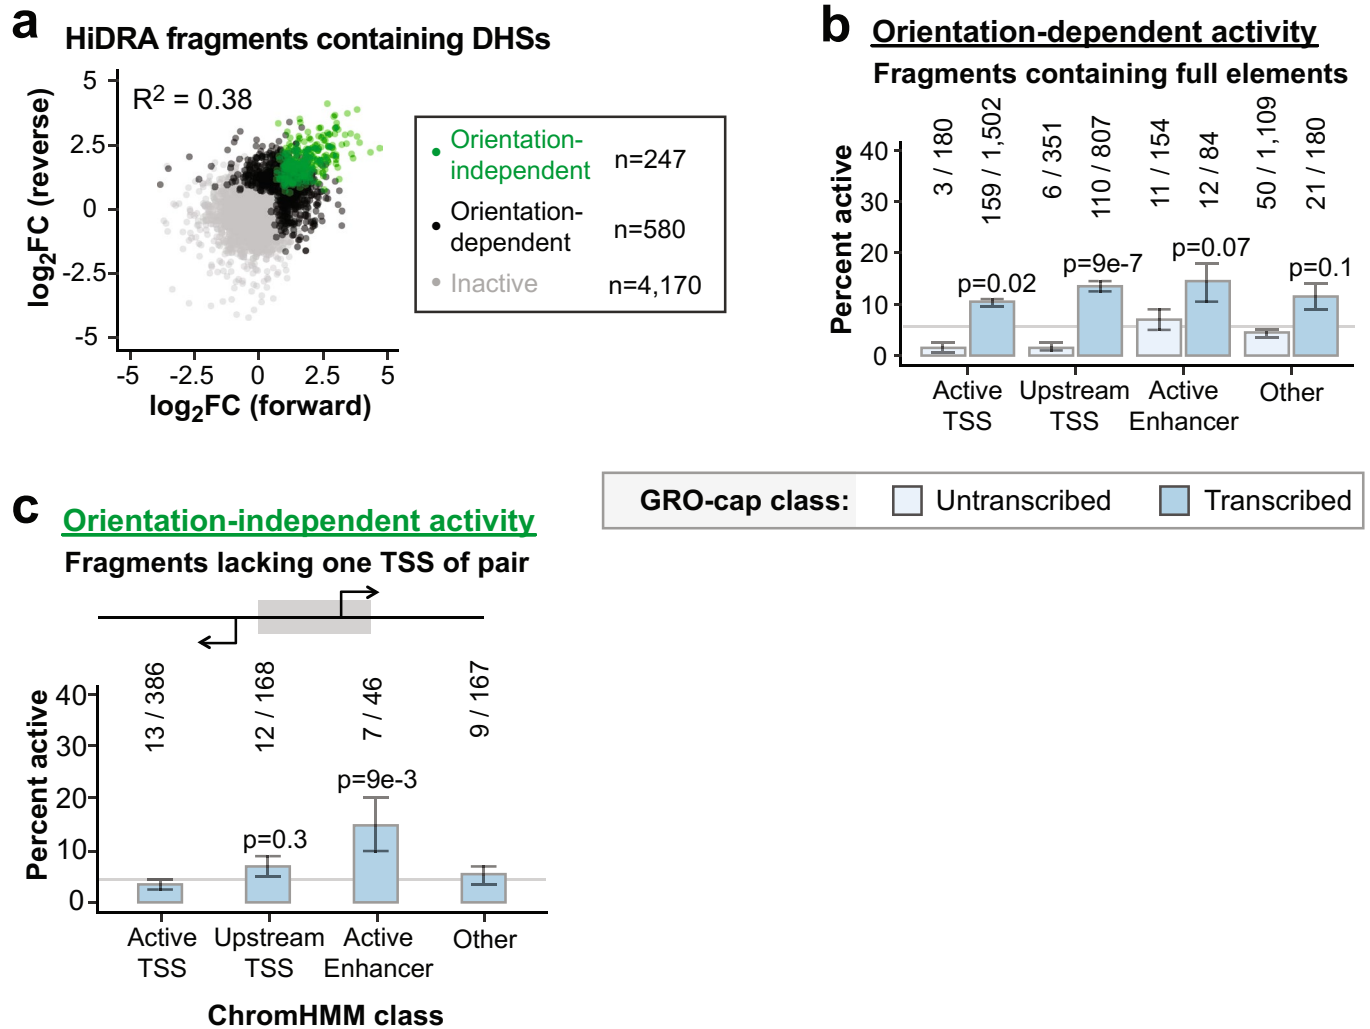 a
HiDRA fragments containing DHSs
R² = 0.38
log₂FC (reverse)
5
2.5
0
-2.5
-5
-5 -2.5 0 2.5 5
log₂FC (forward)
Orientation-
independent n=247
Orientation-
dependent n=580
Inactive n=4,170
b
Orientation-dependent activity
Fragments containing full elements
3 / 180
159 / 1,502
6 / 351
110 / 807
11 / 154
12 / 84
50 / 1,109
21 / 180
Percent active
40
30
20
10
0
p=0.02
p=9e-7
p=0.07
p=0.1
Active
TSS
Upstream
TSS
Active
Enhancer
Other
GRO-cap class: Untranscribed Transcribed
c
Orientation-independent activity
Fragments lacking one TSS of pair
13 / 386
12 / 168
7 / 46
9 / 167
Percent active
40
30
20
10
0
p=0.3
p=9e-3
Active
TSS
Upstream
TSS
Active
Enhancer
Other
ChromHMM class